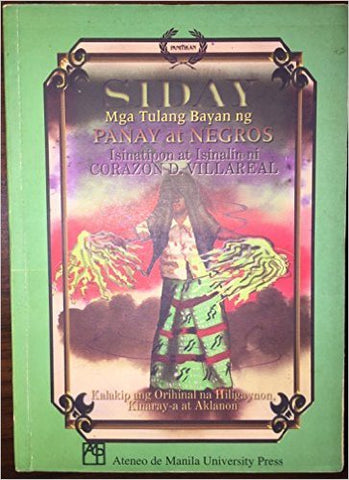 PANITIKAN
SIDAY
Mga Tulang Bayan ng
PANAY at NEGROS
Isinatipon at Isinalin ni
CORAZON D. VILLAREAL
Kalakip ang Orihinal na Hiligaynon,
Kinaray-a at Aklanon
Ateneo de Manila University Press